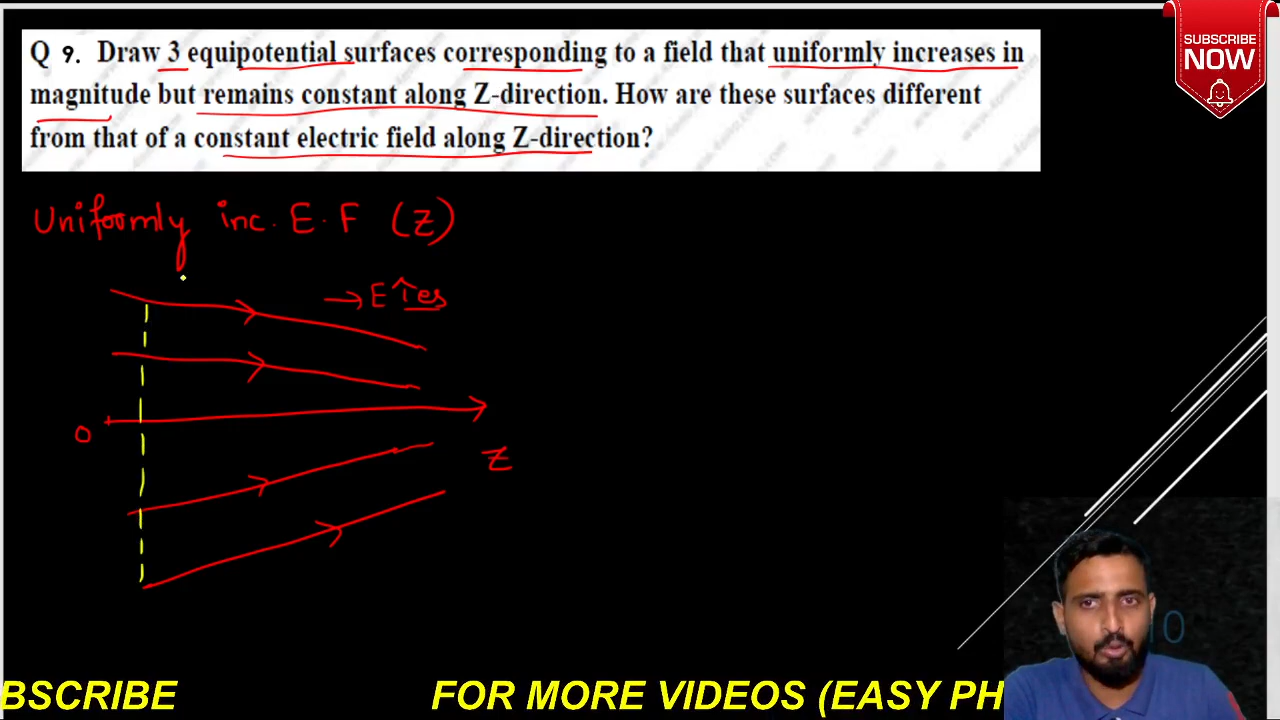 SUBSCRIBE
NOW
Q 9. Draw 3 equipotential surfaces corresponding to a field that uniformly increases in
magnitude but remains constant along Z-direction. How are these surfaces different
from that of a constant electric field along Z-direction?
Uniformly inc. E.F (Z)
→ E ↑es
O
Z
10
BSCRIBE FOR MORE VIDEOS (EASY PH